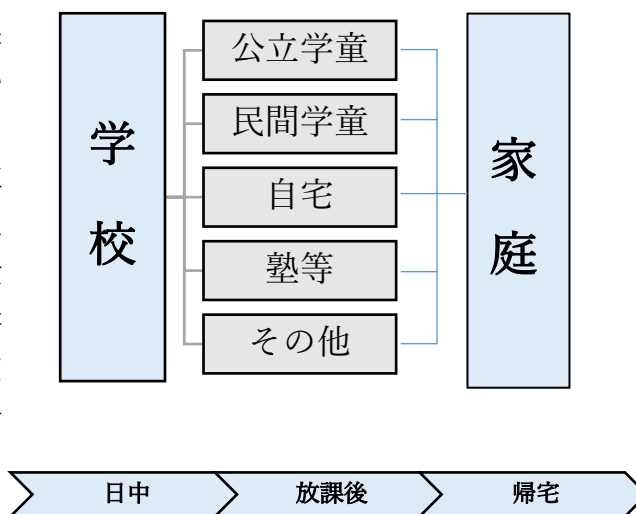 学校
公立学童
民間学童
自宅
塾等
その他
家庭
日中
放課後
帰宅